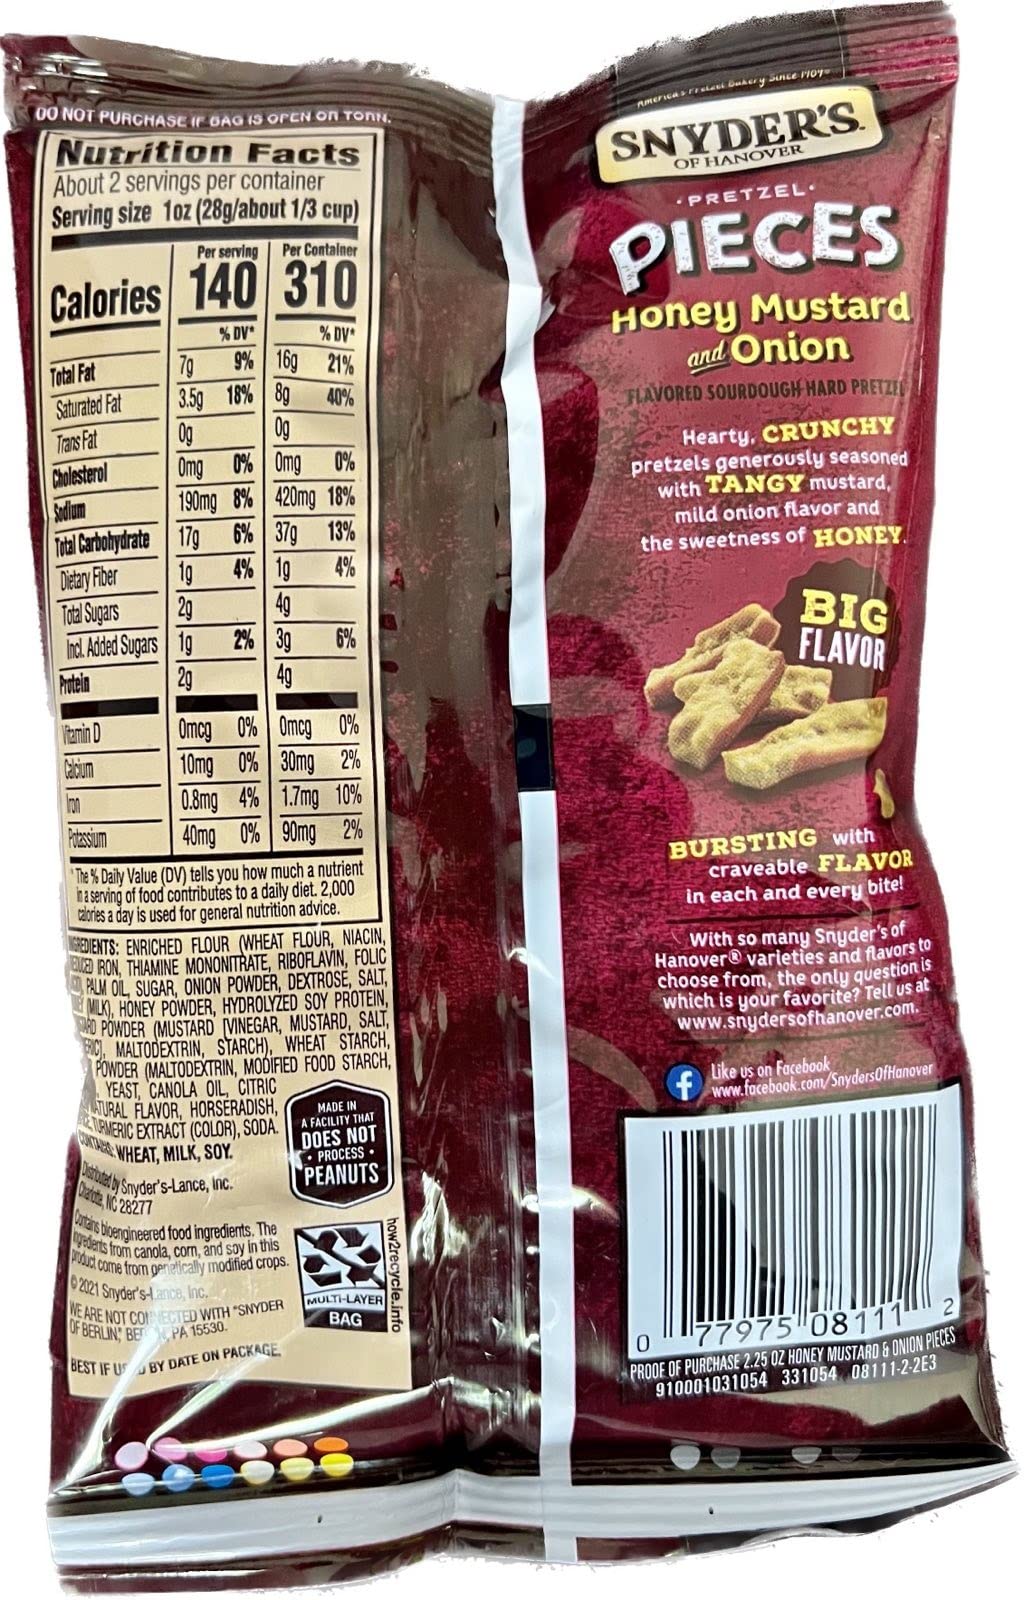 DO NOT PURCHASE IF BAG IS OPEN OR TORN.
Nutrition Facts
About 2 servings per container
Serving size 1oz (28g/about 1/3 cup)
Per serving Per Container
Calories 140 310
% DV* % DV*
Total Fat 7g 9% 16g 21%
Saturated Fat 3.5g 18% 8g 40%
Trans Fat 0g 0g
Cholesterol 0mg 0% 0mg 0%
Sodium 190mg 8% 420mg 18%
Total Carbohydrate 17g 6% 37g 13%
Dietary Fiber 1g 4% 1g 4%
Total Sugars 2g 4g
Incl. Added Sugars 1g 2% 3g 6%
Protein 2g 4g
Vitamin D 0mcg 0% 0mcg 0%
Calcium 10mg 0% 30mg 2%
Iron 0.8mg 4% 1.7mg 10%
Potassium 40mg 0% 90mg 2%
* The % Daily Value (DV) tells you how much a nutrient
in a serving of food contributes to a daily diet. 2,000
calories a day is used for general nutrition advice.
INGREDIENTS: ENRICHED FLOUR (WHEAT FLOUR, NIACIN,
REDUCED IRON, THIAMINE MONONITRATE, RIBOFLAVIN, FOLIC
PALM OIL, SUGAR, ONION POWDER, DEXTROSE, SALT,
(MILK), HONEY POWDER, HYDROLYZED SOY PROTEIN,
POWDER (MUSTARD [VINEGAR, MUSTARD, SALT,
MALTODEXTRIN, STARCH), WHEAT STARCH,
POWDER (MALTODEXTRIN, MODIFIED FOOD STARCH,
YEAST, CANOLA OIL, CITRIC
NATURAL FLAVOR, HORSERADISH,
TURMERIC EXTRACT (COLOR), SODA.
CONTAINS: WHEAT, MILK, SOY.
MADE IN
A FACILITY THAT
DOES NOT
• PROCESS •
PEANUTS
Distributed by Snyder's-Lance, Inc.
Charlotte, NC 28277
Contains bioengineered food ingredients. The
ingredients from canola, corn, and soy in this
product come from genetically modified crops.
© 2021 Snyder's-Lance, Inc.
WE ARE NOT CONNECTED WITH "SNYDER
OF BERLIN," PA 15530.
BEST IF USED BY DATE ON PACKAGE.
MULTI-LAYER
BAG
how2recycle.info
America's Pretzel Bakery Since 1909®
SNYDER'S
OF HANOVER
• PRETZEL •
PIECES
Honey Mustard
and Onion
FLAVORED SOURDOUGH HARD PRETZEL
Hearty, CRUNCHY
pretzels generously seasoned
with TANGY mustard,
mild onion flavor and
the sweetness of HONEY.
BIG
FLAVOR
BURSTING with
craveable FLAVOR
in each and every bite!
With so many Snyder's of
Hanover® varieties and flavors to
choose from, the only question is
which is your favorite? Tell us at
www.snydersofhanover.com.
f Like us on Facebook
www.facebook.com/SnydersOfHanover
0 77975 08111 2
PROOF OF PURCHASE 2.25 OZ HONEY MUSTARD & ONION PIECES
910001031054 331054 08111-2-2E3